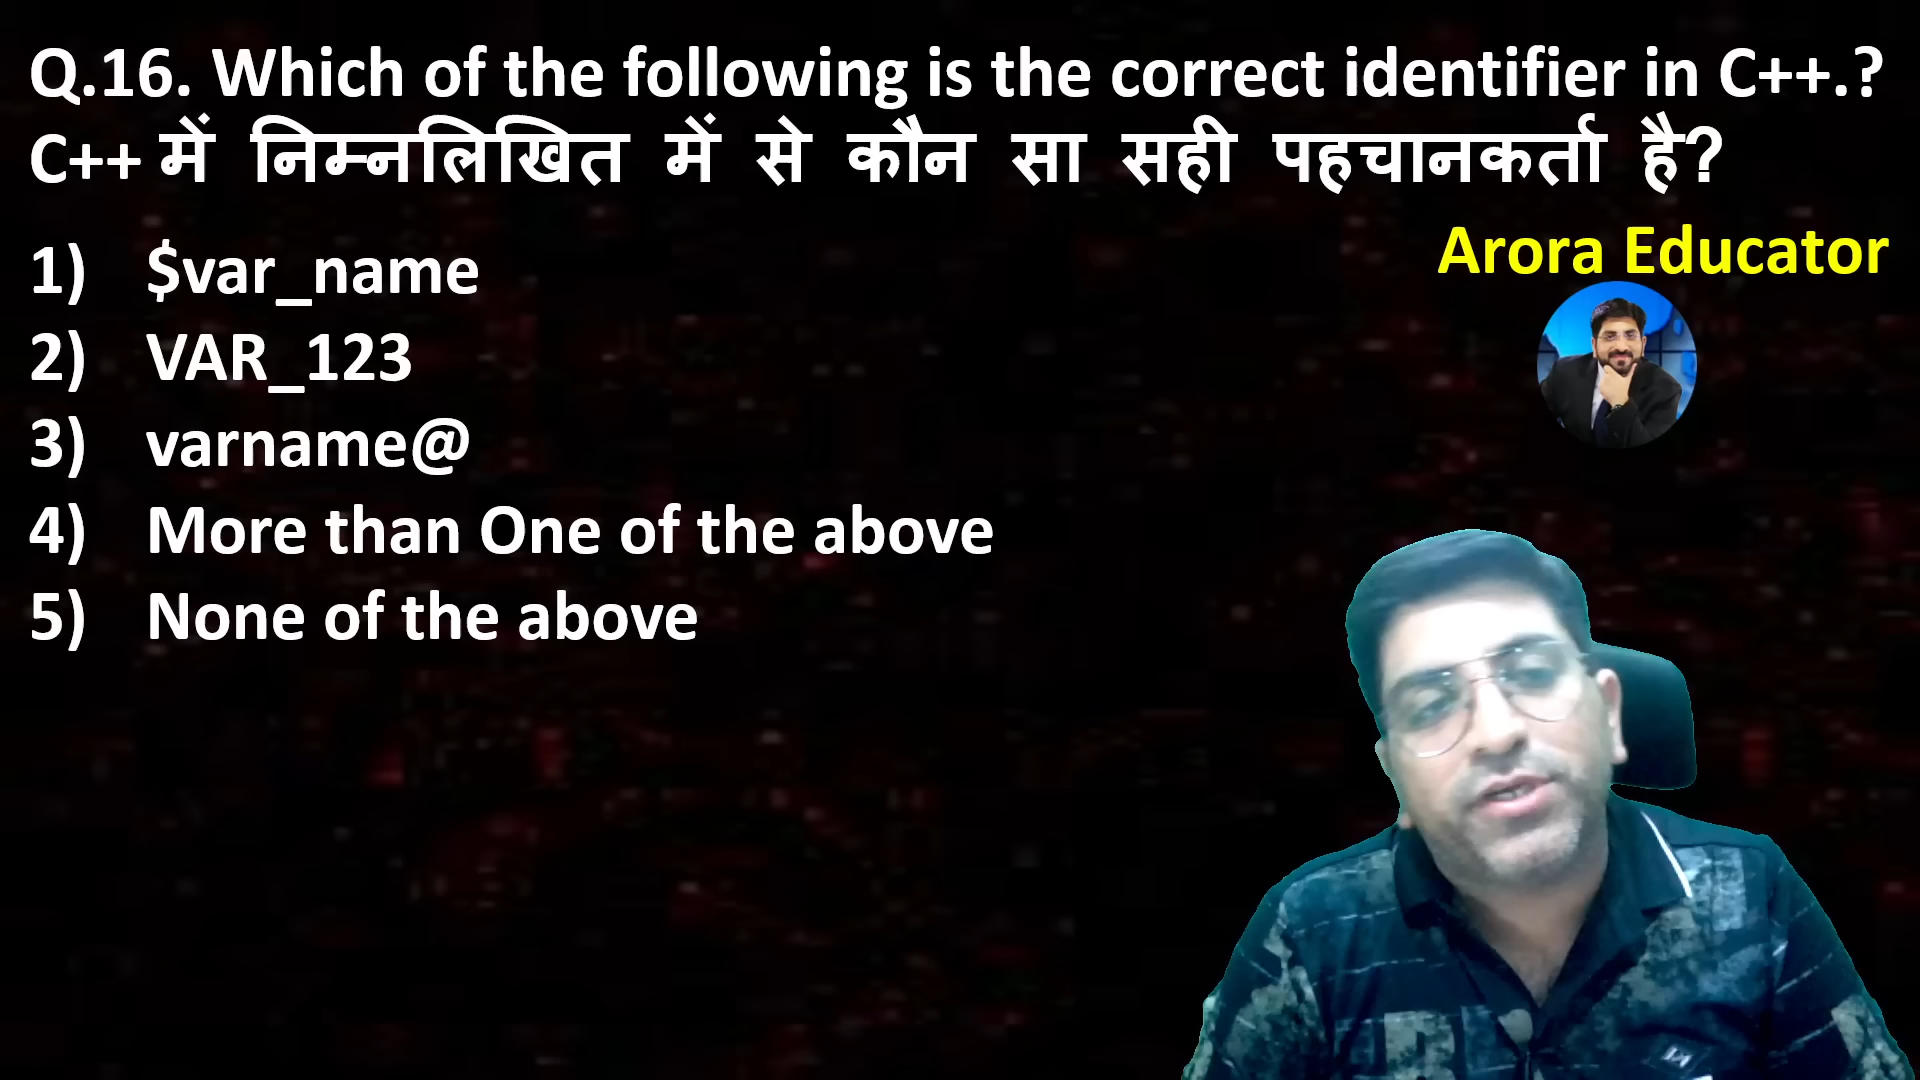 Q.16. Which of the following is the correct identifier in C++.?
C++ में निम्नलिखित में से कौन सा सही पहचानकर्ता है?
Arora Educator
1) $var_name
2) VAR_123
3) varname@
4) More than One of the above
5) None of the above